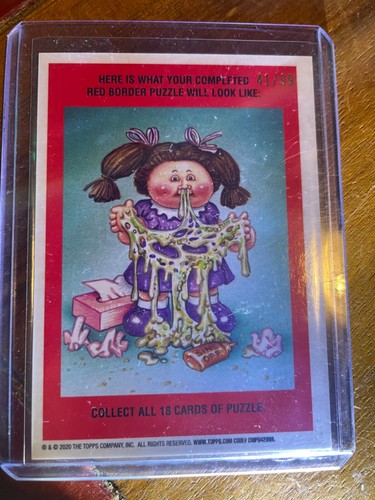 HERE IS WHAT YOUR COMPLETED
RED BORDER PUZZLE WILL LOOK LIKE:
COLLECT ALL 18 CARDS OF PUZZLE.
® & © 2020 THE TOPPS COMPANY, INC. ALL RIGHTS RESERVED. WWW.TOPPS.COM